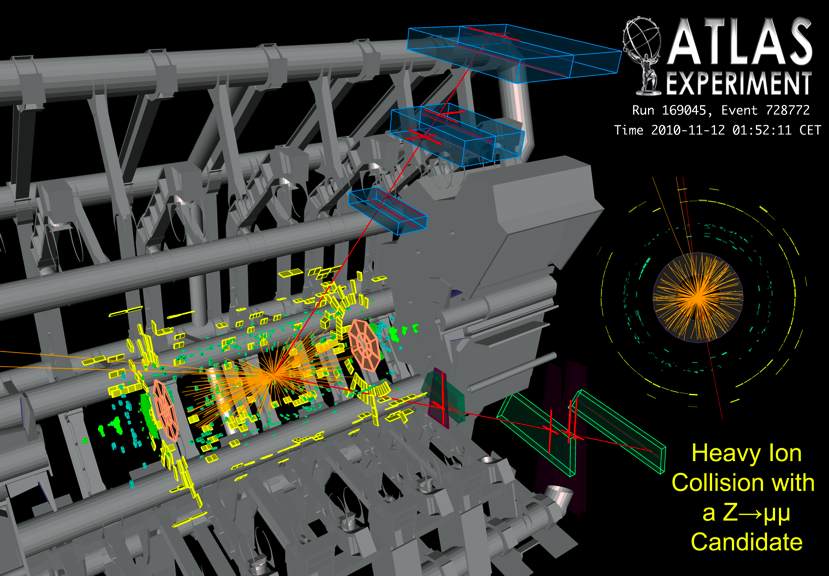 ATLAS
EXPERIMENT
Run 169045, Event 728772
Time 2010-11-12 01:52:11 CET
Heavy Ion
Collision with
a Z→μμ
Candidate